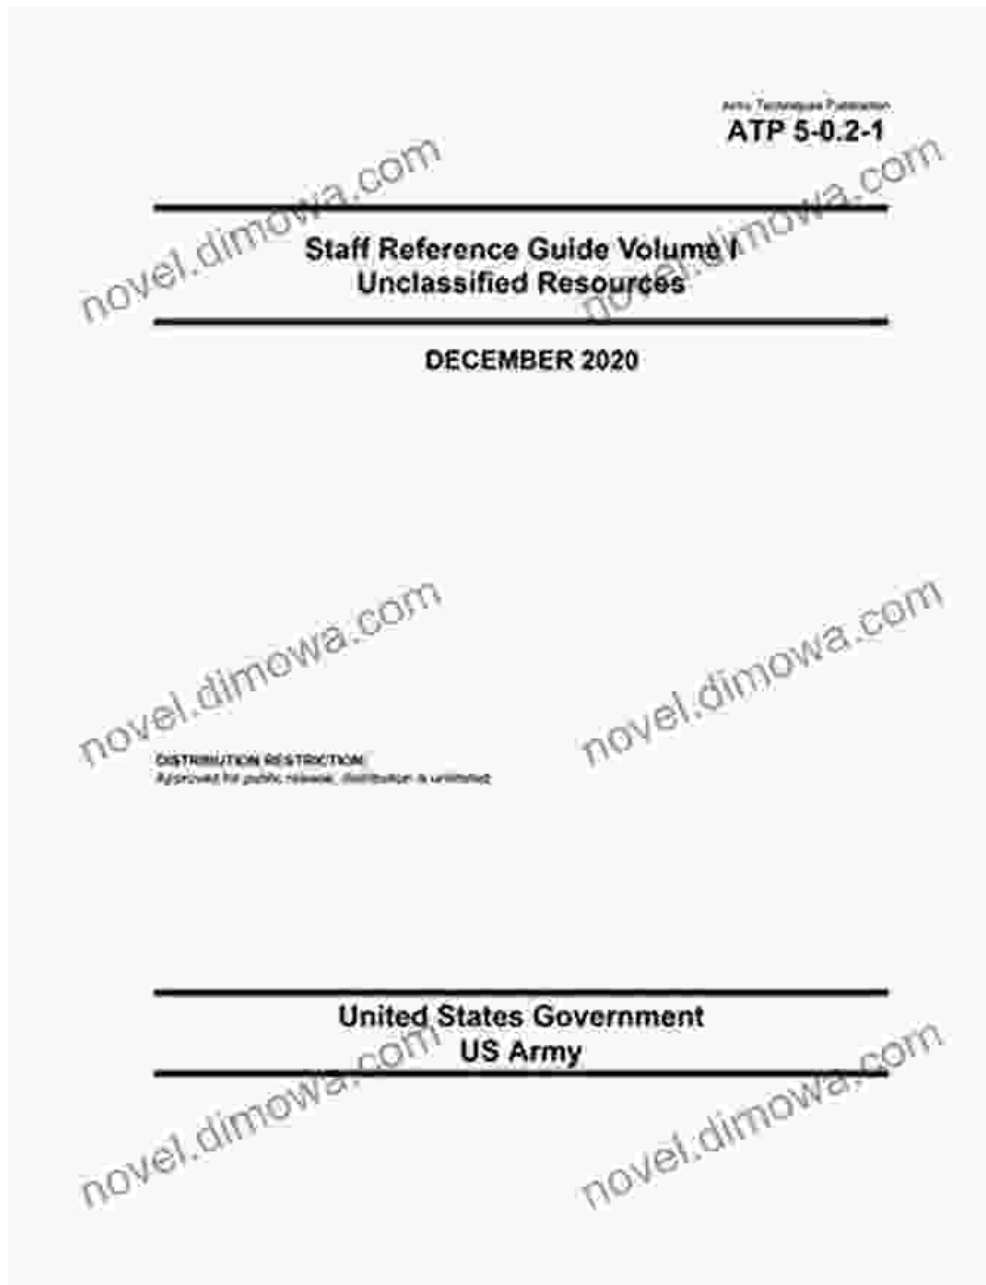 Army Techniques Publication
ATP 5-0.2-1
Staff Reference Guide Volume I
Unclassified Resources
DECEMBER 2020
DISTRIBUTION RESTRICTION:
Approved for public release; distribution is unlimited.
United States Government
US Army
novel.dimowa.com
novel.dimowa.com
novel.dimowa.com
novel.dimowa.com
novel.dimowa.com
novel.dimowa.com